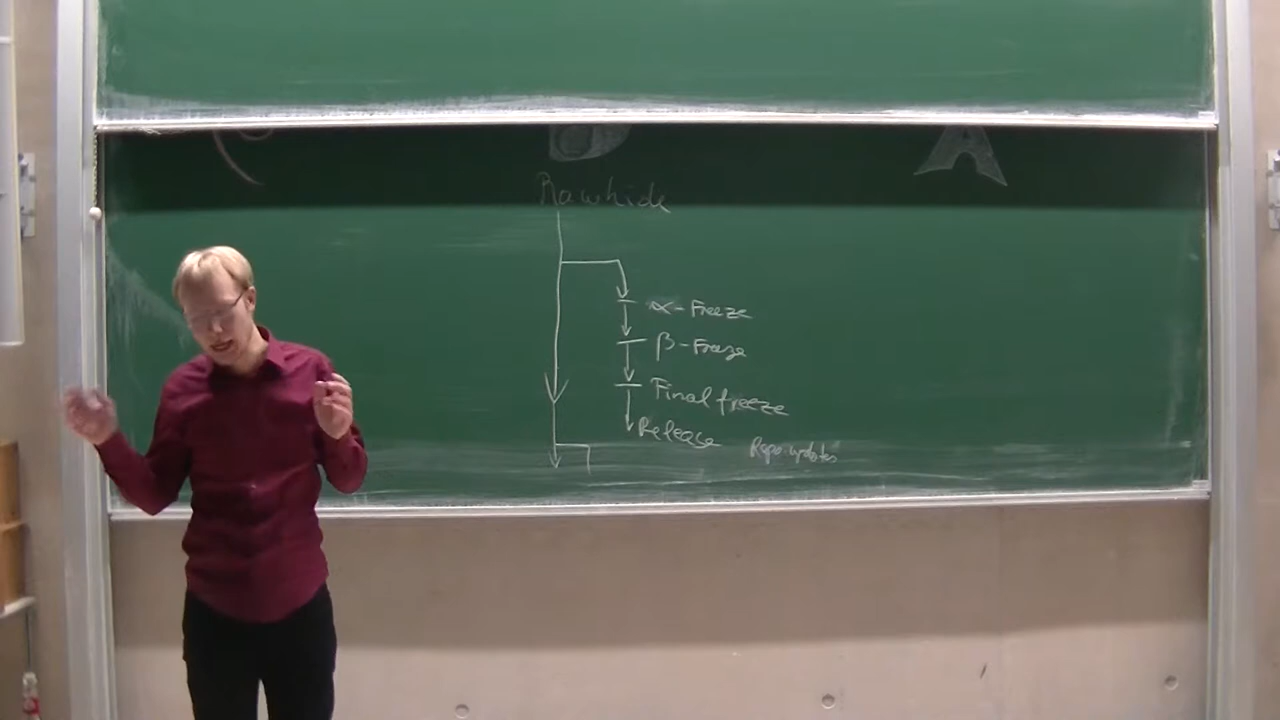 Rawhide
α-Freeze
β-Freeze
Final freeze
Release
Repo: updates